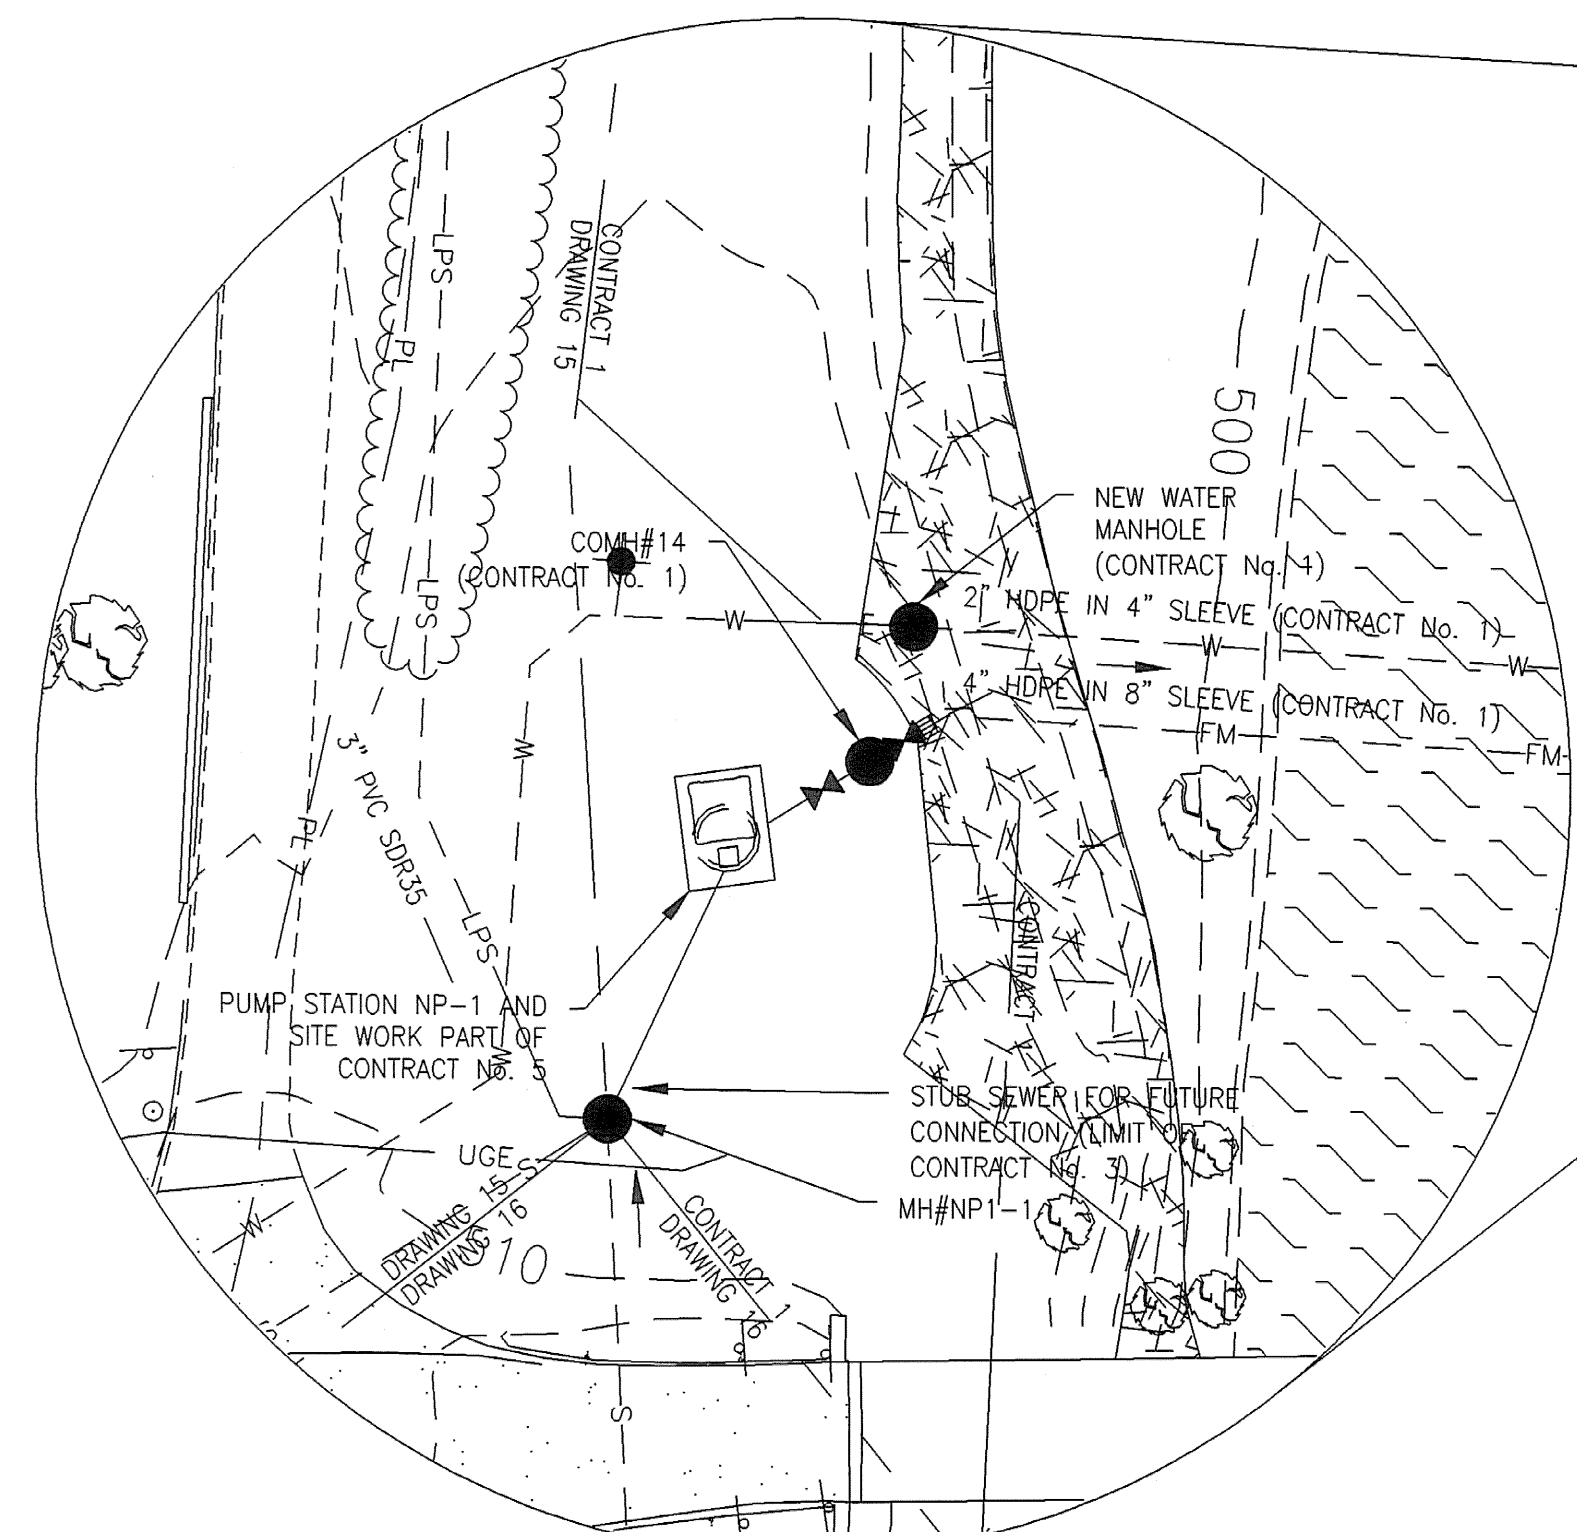 LPS
CONTRACT 1
DRAWING 15
PL
500
NEW WATER
MANHOLE
(CONTRACT No. 1)
COMH#14
(CONTRACT No. 1)
LPS
2" HDPE IN 4" SLEEVE (CONTRACT No. 1)
W
W
W
4" HDPE IN 8" SLEEVE (CONTRACT No. 1)
FM
FM
W
3" PVC SDR35
PL
LPS
CONTRACT
PUMP STATION NP-1 AND
SITE WORK PART OF
CONTRACT No. 5
W
STUB SEWER FOR FUTURE
CONNECTION (LIMIT OF
CONTRACT No. 3)
MH#NP1-1
UGE
S
DRAWING 15
DRAWING 16
CONTRACT 1
DRAWING 16
W
510
S